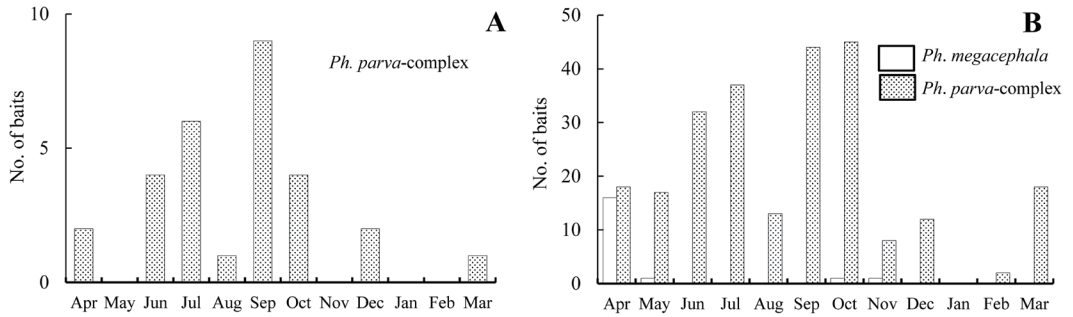 A
Ph. parva-complex
No. of baits
10
5
0
Apr May Jun Jul Aug Sep Oct Nov Dec Jan Feb Mar
B
Ph. megacephala
Ph. parva-complex
No. of baits
50
40
30
20
10
0
Apr May Jun Jul Aug Sep Oct Nov Dec Jan Feb Mar